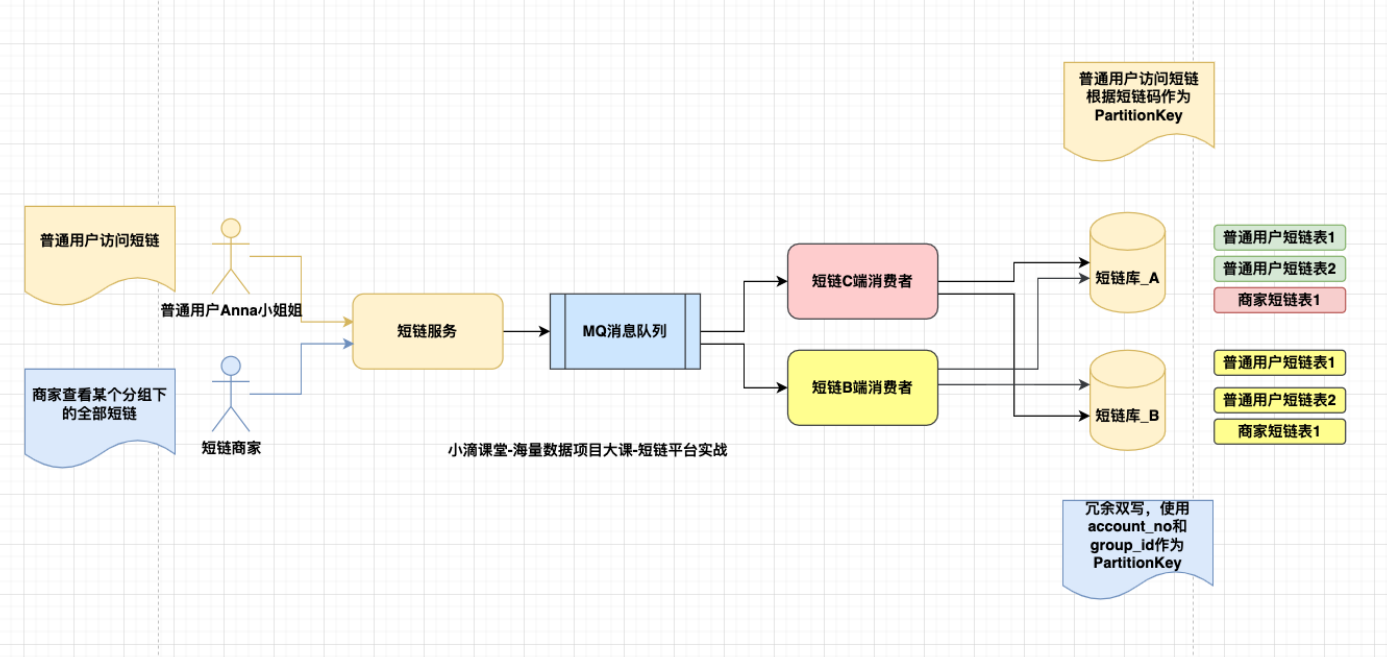 普通用户访问短链
根据短链码作为
PartitionKey
普通用户访问短链
普通用户Anna小姐姐
商家查看某个分组下
的全部短链
短链商家
短链服务
MQ消息队列
短链C端消费者
短链B端消费者
短链库_A
短链库_B
普通用户短链表1
普通用户短链表2
商家短链表1
普通用户短链表1
普通用户短链表2
商家短链表1
小滴课堂-海量数据项目大课-短链平台实战
冗余双写，使用
account_no和
group_id作为
PartitionKey